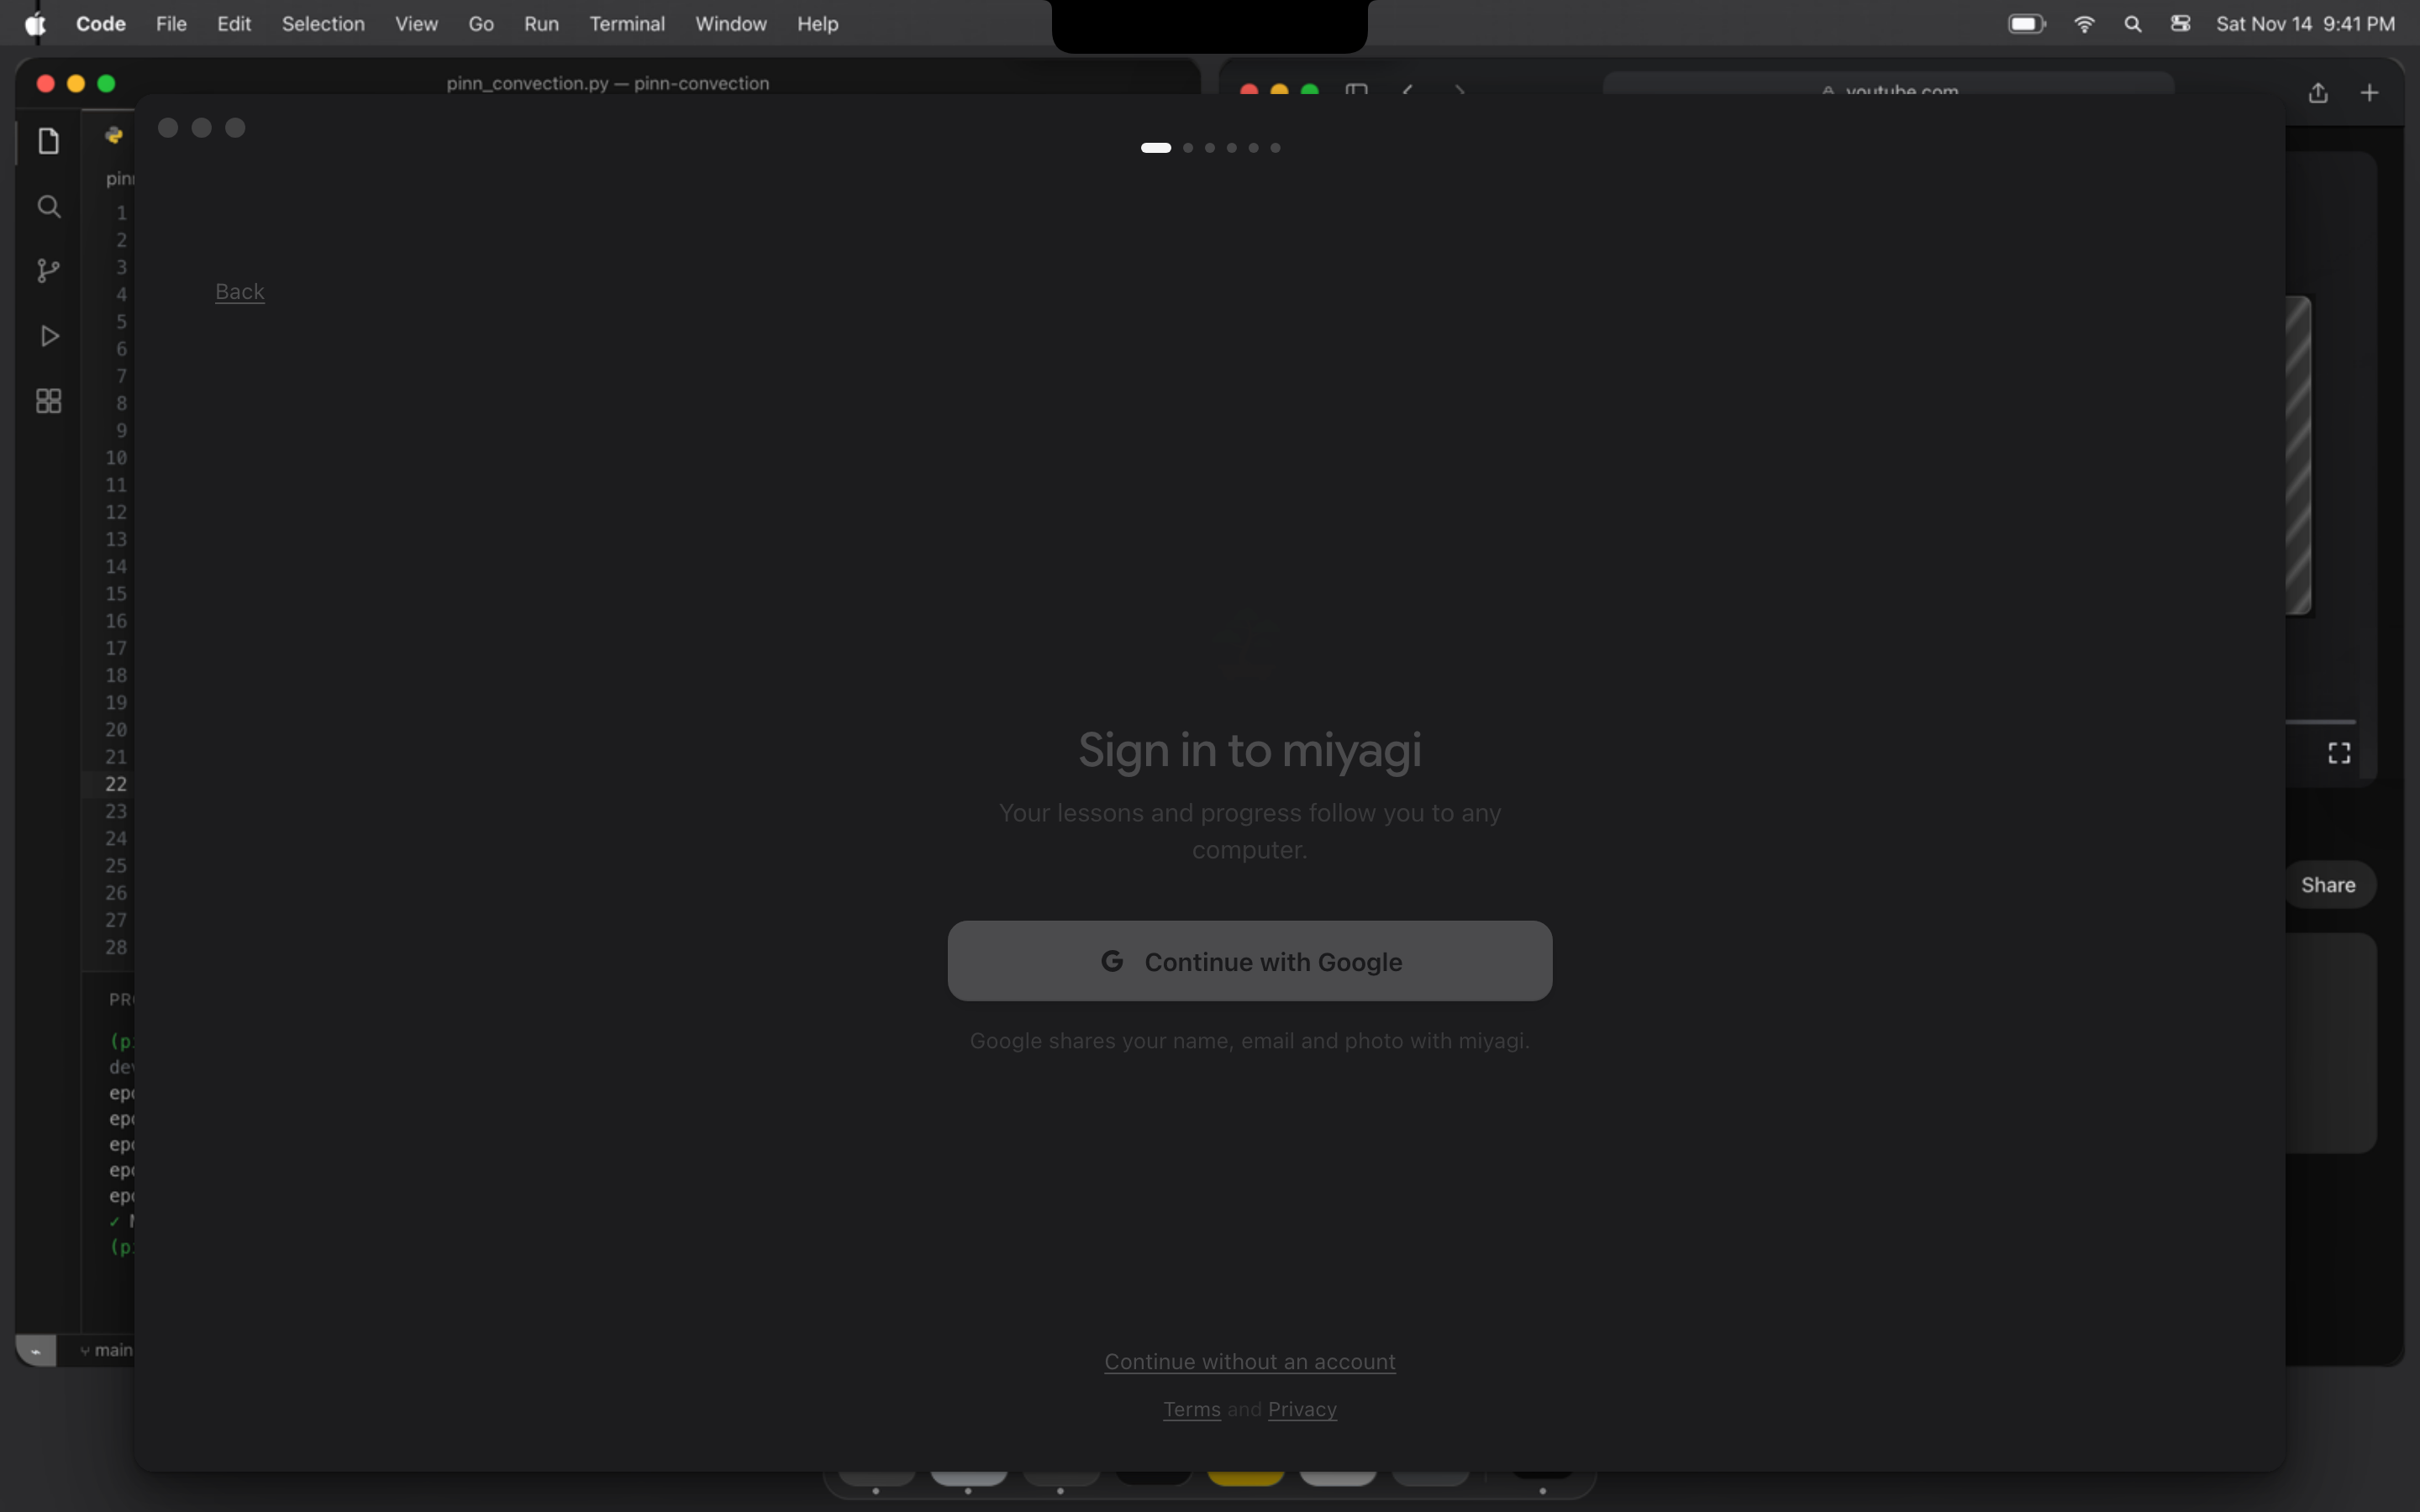 Code File Edit Selection View Go Run Terminal Window Help
Sat Nov 14 9:41 PM
pinn_convection.py — pinn-convection
youtube.com
Back
1
2
3
4
5
6
7
8
9
10
11
12
13
14
15
16
17
18
19
20
21
22
23
24
25
26
27
28
Sign in to miyagi
Your lessons and progress follow you to any
computer.
G Continue with Google
Google shares your name, email and photo with miyagi.
Share
main
Continue without an account
Terms and Privacy